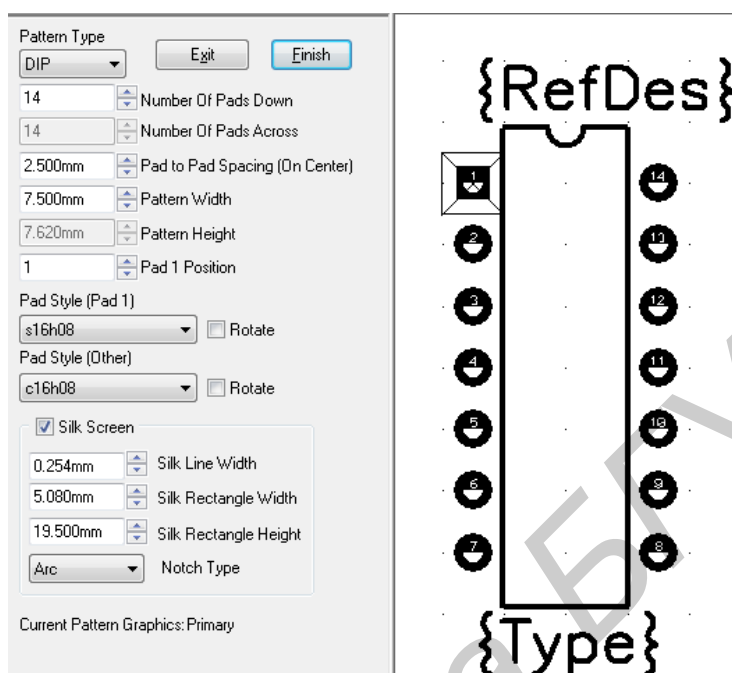 Pattern Type
DIP
Exit
Finish
14 Number Of Pads Down
14 Number Of Pads Across
2.500mm Pad to Pad Spacing (On Center)
7.500mm Pattern Width
7.620mm Pattern Height
1 Pad 1 Position
Pad Style (Pad 1)
s16h08 Rotate
Pad Style (Other)
c16h08 Rotate
Silk Screen
0.254mm Silk Line Width
5.080mm Silk Rectangle Width
19.500mm Silk Rectangle Height
Arc Notch Type
Current Pattern Graphics: Primary
{RefDes}
1 14
2 13
3 12
4 11
5 10
6 9
7 8
{Type}